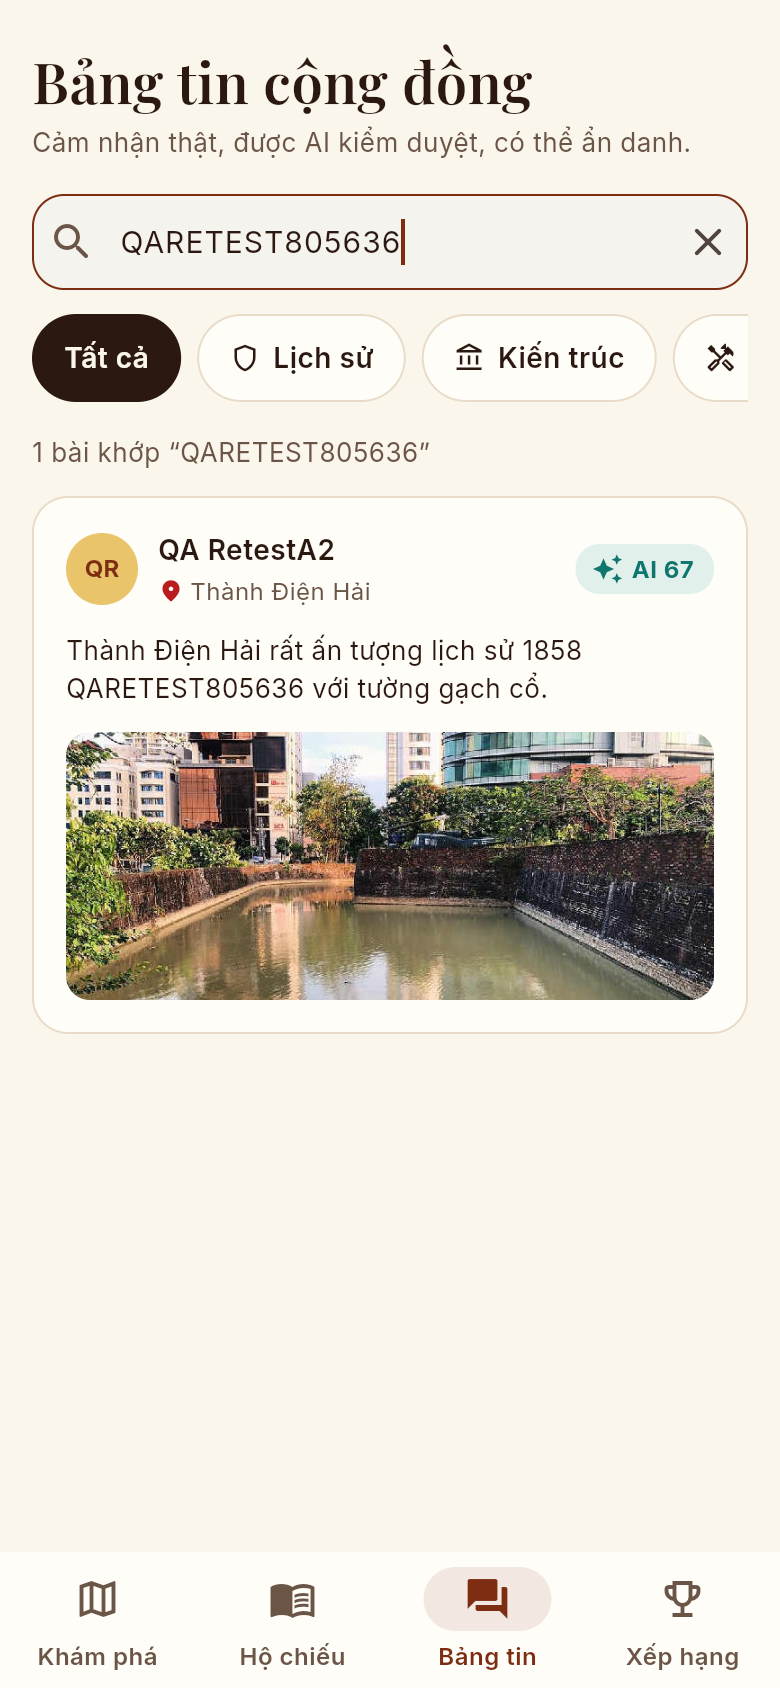 Bảng tin cộng đồng
Cảm nhận thật, được AI kiểm duyệt, có thể ẩn danh.
QARETEST805636
Tất cả
Lịch sử
Kiến trúc
1 bài khớp “QARETEST805636”
QR
QA RetestA2
AI 67
Thành Điện Hải
Thành Điện Hải rất ấn tượng lịch sử 1858
QARETEST805636 với tường gạch cổ.
Khám phá
Hộ chiếu
Bảng tin
Xếp hạng